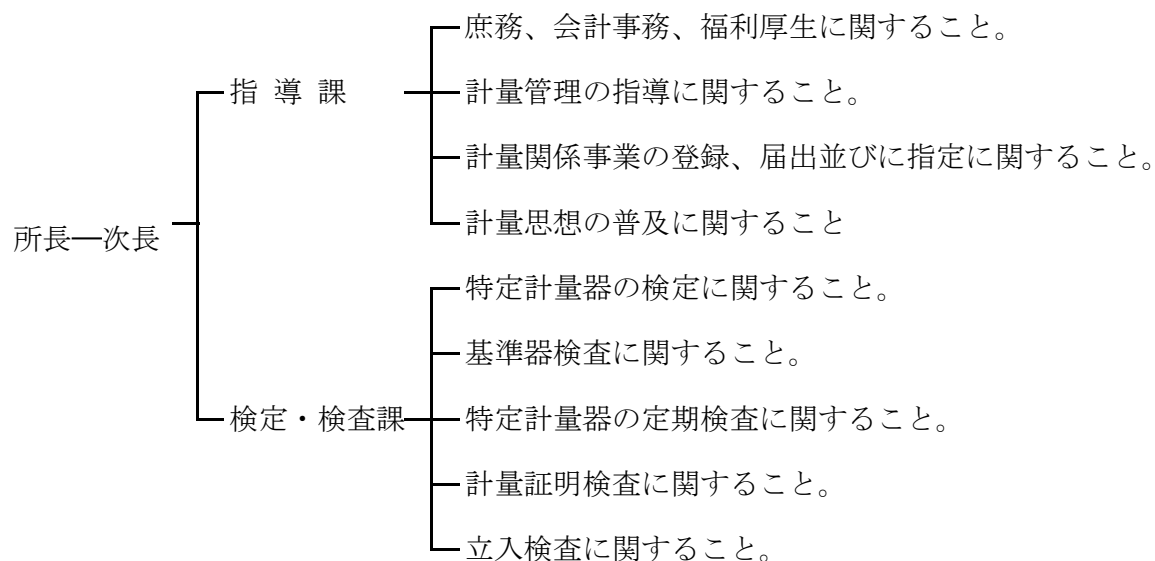 庶務、会計事務、福利厚生に関すること。
指 導 課
計量管理の指導に関すること。
計量関係事業の登録、届出並びに指定に関すること。
計量思想の普及に関すること
所長―次長
特定計量器の検定に関すること。
基準器検査に関すること。
検定・検査課
特定計量器の定期検査に関すること。
計量証明検査に関すること。
立入検査に関すること。